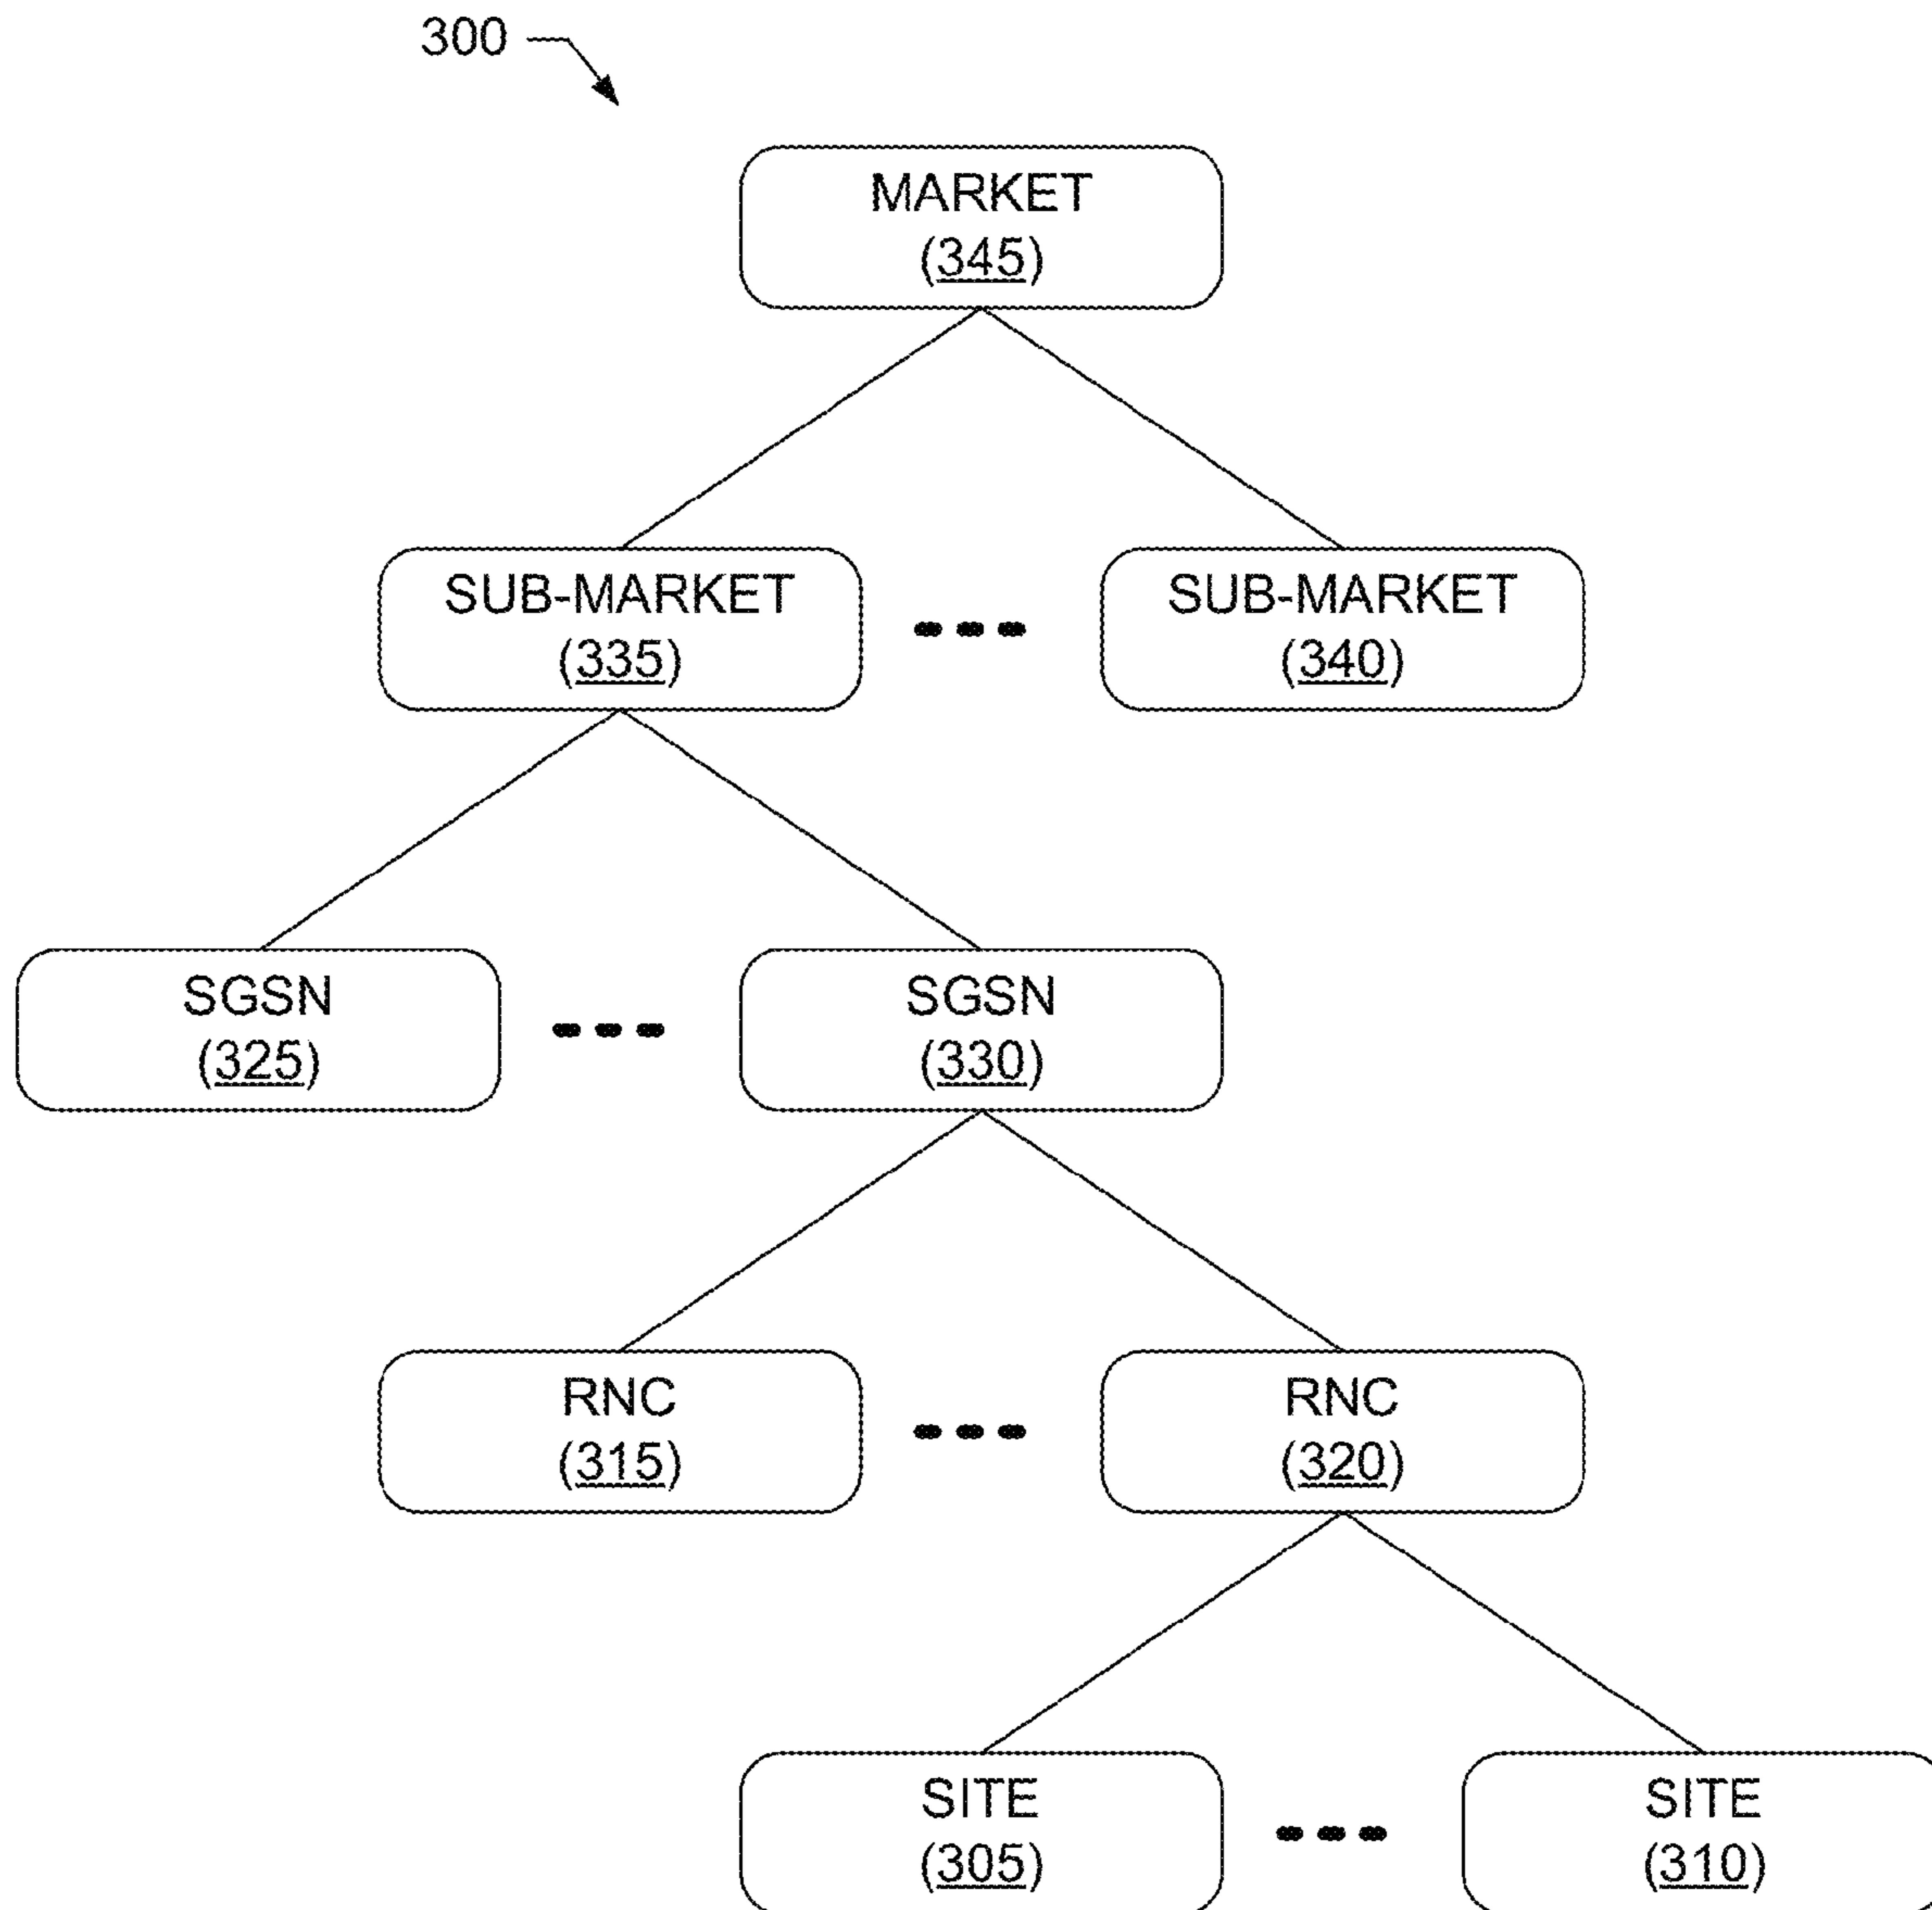 300
MARKET
(345)
SUB-MARKET
(335)
SUB-MARKET
(340)
SGSN
(325)
SGSN
(330)
RNC
(315)
RNC
(320)
SITE
(305)
SITE
(310)